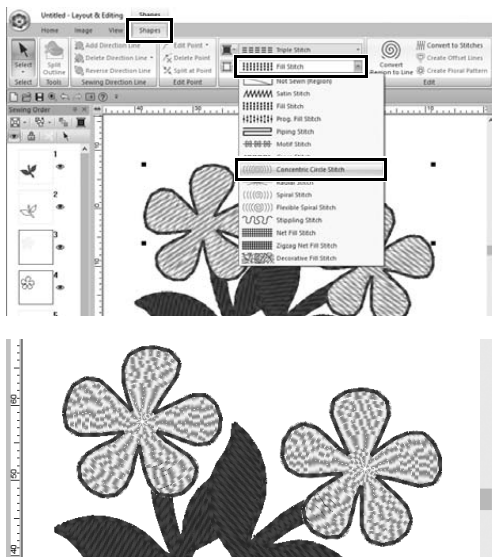 Untitled - Layout & Editing
Shapes
Home
Image
View
Shapes
Select
Split Outline
Tools
Add Direction Line
Delete Direction Line
Reverse Direction Line
Sewing Direction Line
Edit Point
Delete Point
Split at Point
Edit Point
Triple Stitch
Fill Stitch
Convert Region to Line
Convert to Stitches
Create Offset Lines
Create Floral Pattern
Edit
Sewing Order
1
2
3
4
5
Not Sewn (Region)
Satin Stitch
Fill Stitch
Prog. Fill Stitch
Piping Stitch
Motif Stitch
Concentric Circle Stitch
Radial Stitch
Spiral Stitch
Flexible Spiral Stitch
Stippling Stitch
Net Fill Stitch
Zigzag Net Fill Stitch
Decorative Fill Stitch
60
50
40